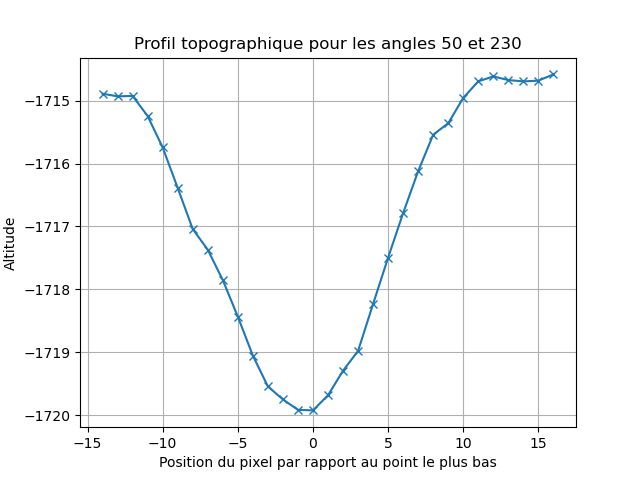 Profil topographique pour les angles 50 et 230
Altitude
−1715
−1716
−1717
−1718
−1719
−1720
−15 −10 −5 0 5 10 15
Position du pixel par rapport au point le plus bas